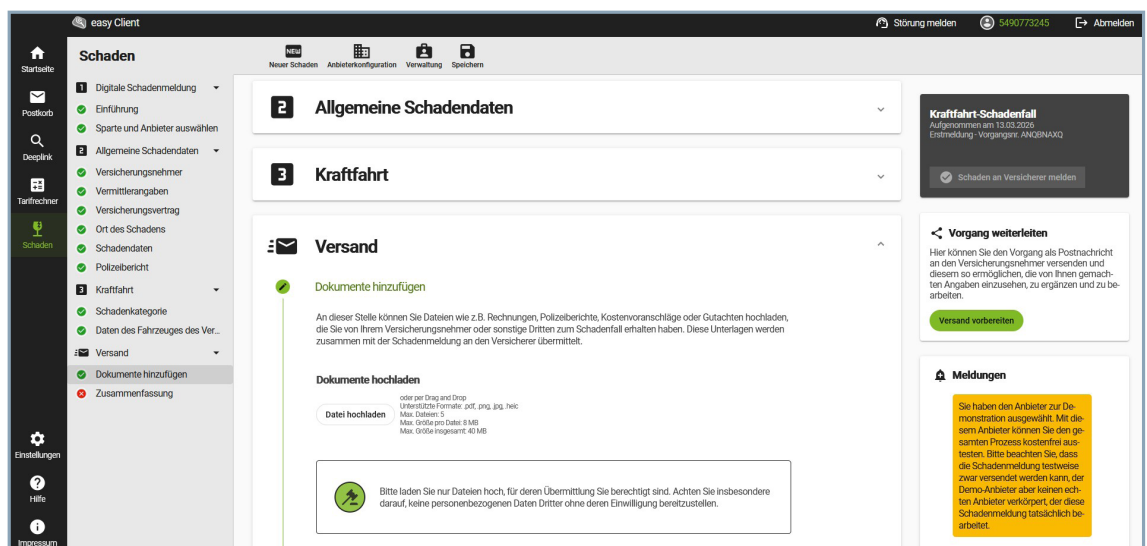 easy Client
Störung melden
5490773245
Abmelden
Startseite
Postkorb
Deeplink
Tarifrechner
Schaden
Einstellungen
Hilfe
Impressum
Schaden
1 Digitale Schadenmeldung
Einführung
Sparte und Anbieter auswählen
2 Allgemeine Schadendaten
Versicherungsnehmer
Vermittlerangaben
Versicherungsvertrag
Ort des Schadens
Schadendaten
Polizeibericht
3 Kraftfahrt
Schadenkategorie
Daten des Fahrzeuges des Ver...
Versand
Dokumente hinzufügen
Zusammenfassung
NEW
Neuer Schaden
Anbieterkonfiguration
Verwaltung
Speichern
2 Allgemeine Schadendaten
3 Kraftfahrt
Versand
Dokumente hinzufügen
An dieser Stelle können Sie Dateien wie z.B. Rechnungen, Polizeiberichte, Kostenvoranschläge oder Gutachten hochladen,
die Sie von Ihrem Versicherungsnehmer oder sonstige Dritten zum Schadenfall erhalten haben. Diese Unterlagen werden
zusammen mit der Schadenmeldung an den Versicherer übermittelt.
Dokumente hochladen
Datei hochladen
oder per Drag and Drop
Unterstützte Formate: .pdf, .png, .jpg, .heic
Max. Dateien: 5
Max. Größe pro Datei: 8 MB
Max. Größe insgesamt: 40 MB
Bitte laden Sie nur Dateien hoch, für deren Übermittlung Sie berechtigt sind. Achten Sie insbesondere
darauf, keine personenbezogenen Daten Dritter ohne deren Einwilligung bereitzustellen.
Kraftfahrt-Schadenfall
Aufgenommen am 13.03.2026
Erstmeldung - Vorgangsnr. ANQBNAXQ
Schaden an Versicherer melden
Vorgang weiterleiten
Hier können Sie den Vorgang als Postnachricht
an den Versicherungsnehmer versenden und
diesem so ermöglichen, die von Ihnen gemach-
ten Angaben einzusehen, zu ergänzen und zu be-
arbeiten.
Versand vorbereiten
Meldungen
Sie haben den Anbieter zur De-
monstration ausgewählt. Mit die-
sem Anbieter können Sie den ge-
samten Prozess kostenfrei aus-
testen. Bitte beachten Sie, dass
die Schadenmeldung testweise
zwar versendet werden kann, der
Demo-Anbieter aber keinen ech-
ten Anbieter verkörpert, der diese
Schadenmeldung tatsächlich be-
arbeitet.